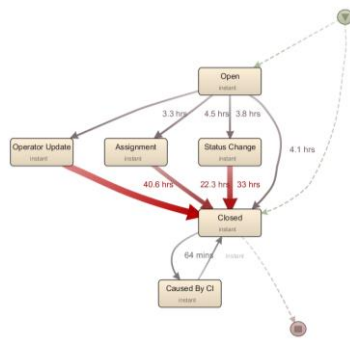 Open
instant
3.3 hrs
4.5 hrs
3.8 hrs
4.1 hrs
Operator Update
instant
Assignment
instant
Status Change
instant
40.6 hrs
22.3 hrs
33 hrs
Closed
instant
64 mins
instant
Caused By CI
instant